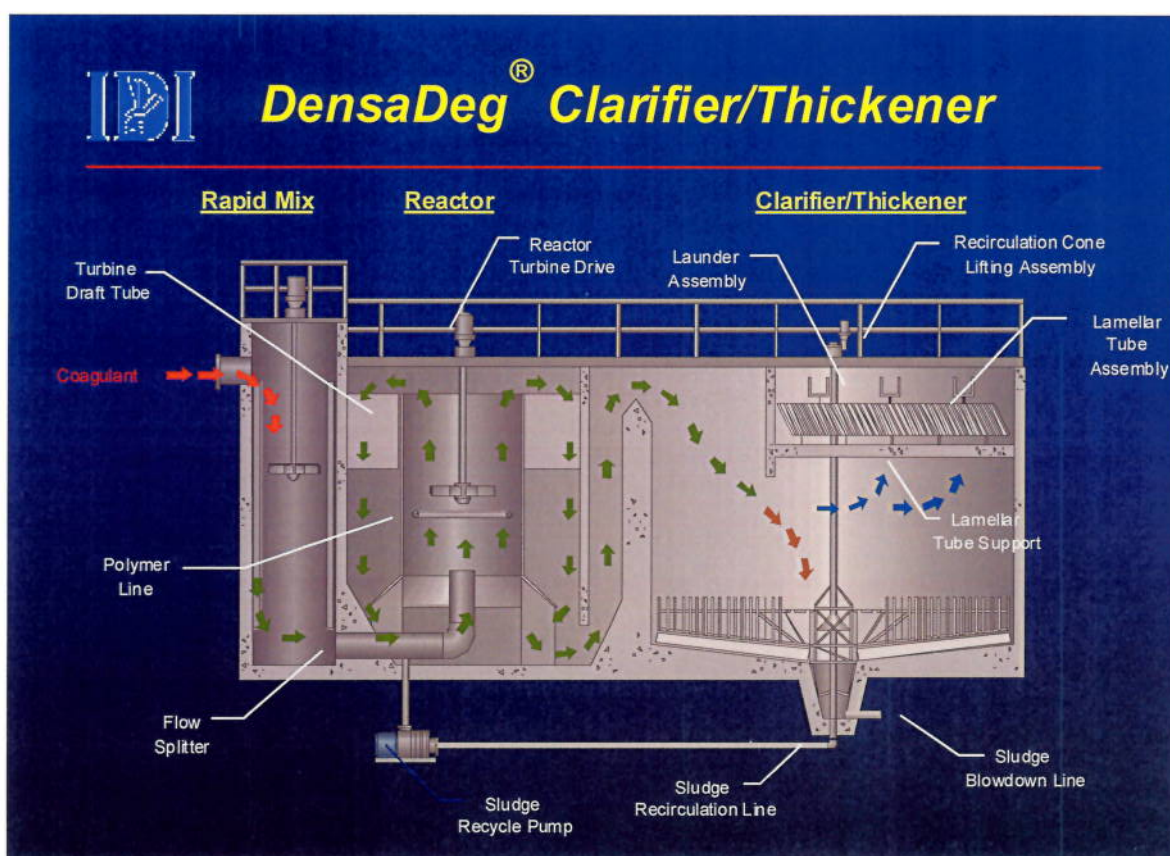 IDI
DensaDeg® Clarifier/Thickener
Rapid Mix
Reactor
Clarifier/Thickener
Turbine
Draft Tube
Reactor
Turbine Drive
Launder
Assembly
Recirculation Cone
Lifting Assembly
Lamellar
Tube
Assembly
Coagulant
Polymer
Line
Lamellar
Tube Support
Flow
Splitter
Sludge
Recycle Pump
Sludge
Recirculation Line
Sludge
Blowdown Line